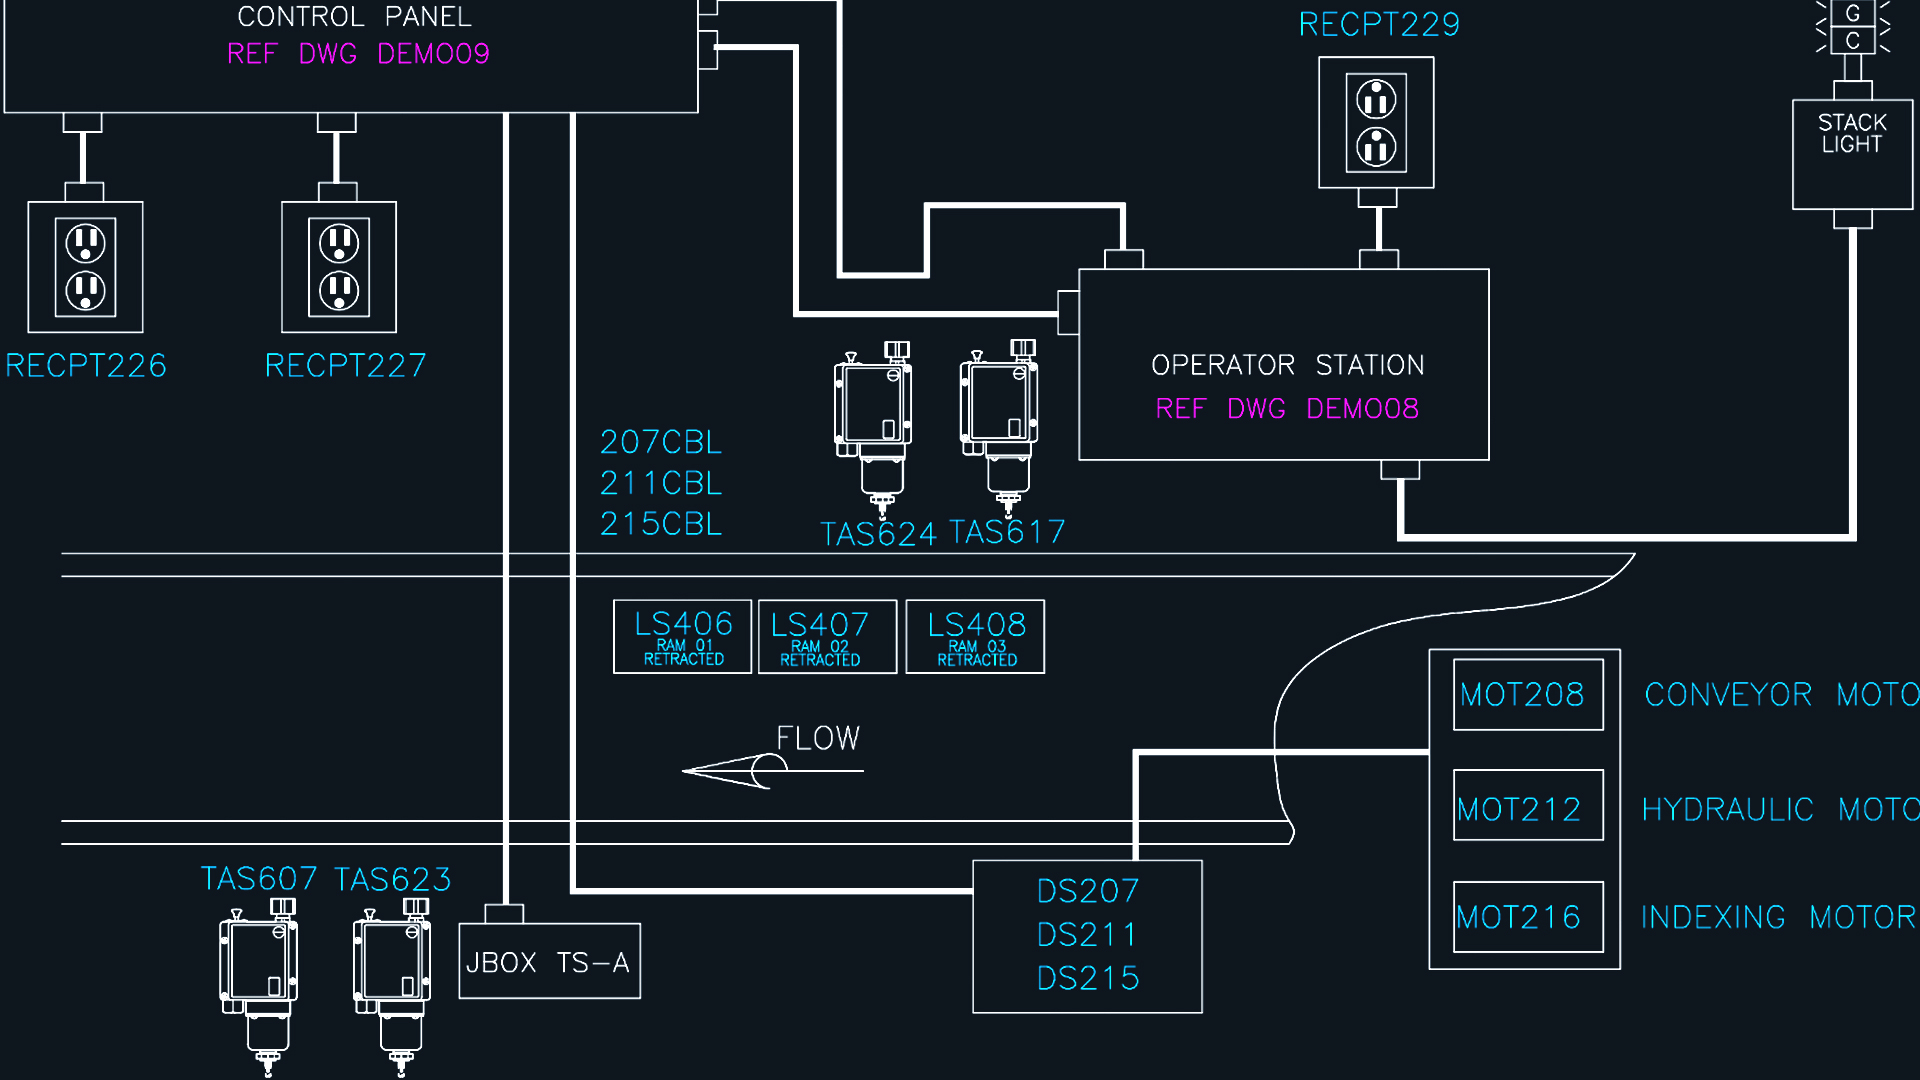 CONTROL PANEL
REF DWG DEMO09
RECPT229
G
C
STACK
LIGHT
RECPT226
RECPT227
OPERATOR STATION
REF DWG DEMO08
207CBL
211CBL
215CBL
TAS624
TAS617
LS406
RAM 01
RETRACTED
LS407
RAM 02
RETRACTED
LS408
RAM 03
RETRACTED
FLOW
MOT208
CONVEYOR MOTO
MOT212
HYDRAULIC MOTO
MOT216
INDEXING MOTOR
TAS607
TAS623
JBOX TS-A
DS207
DS211
DS215